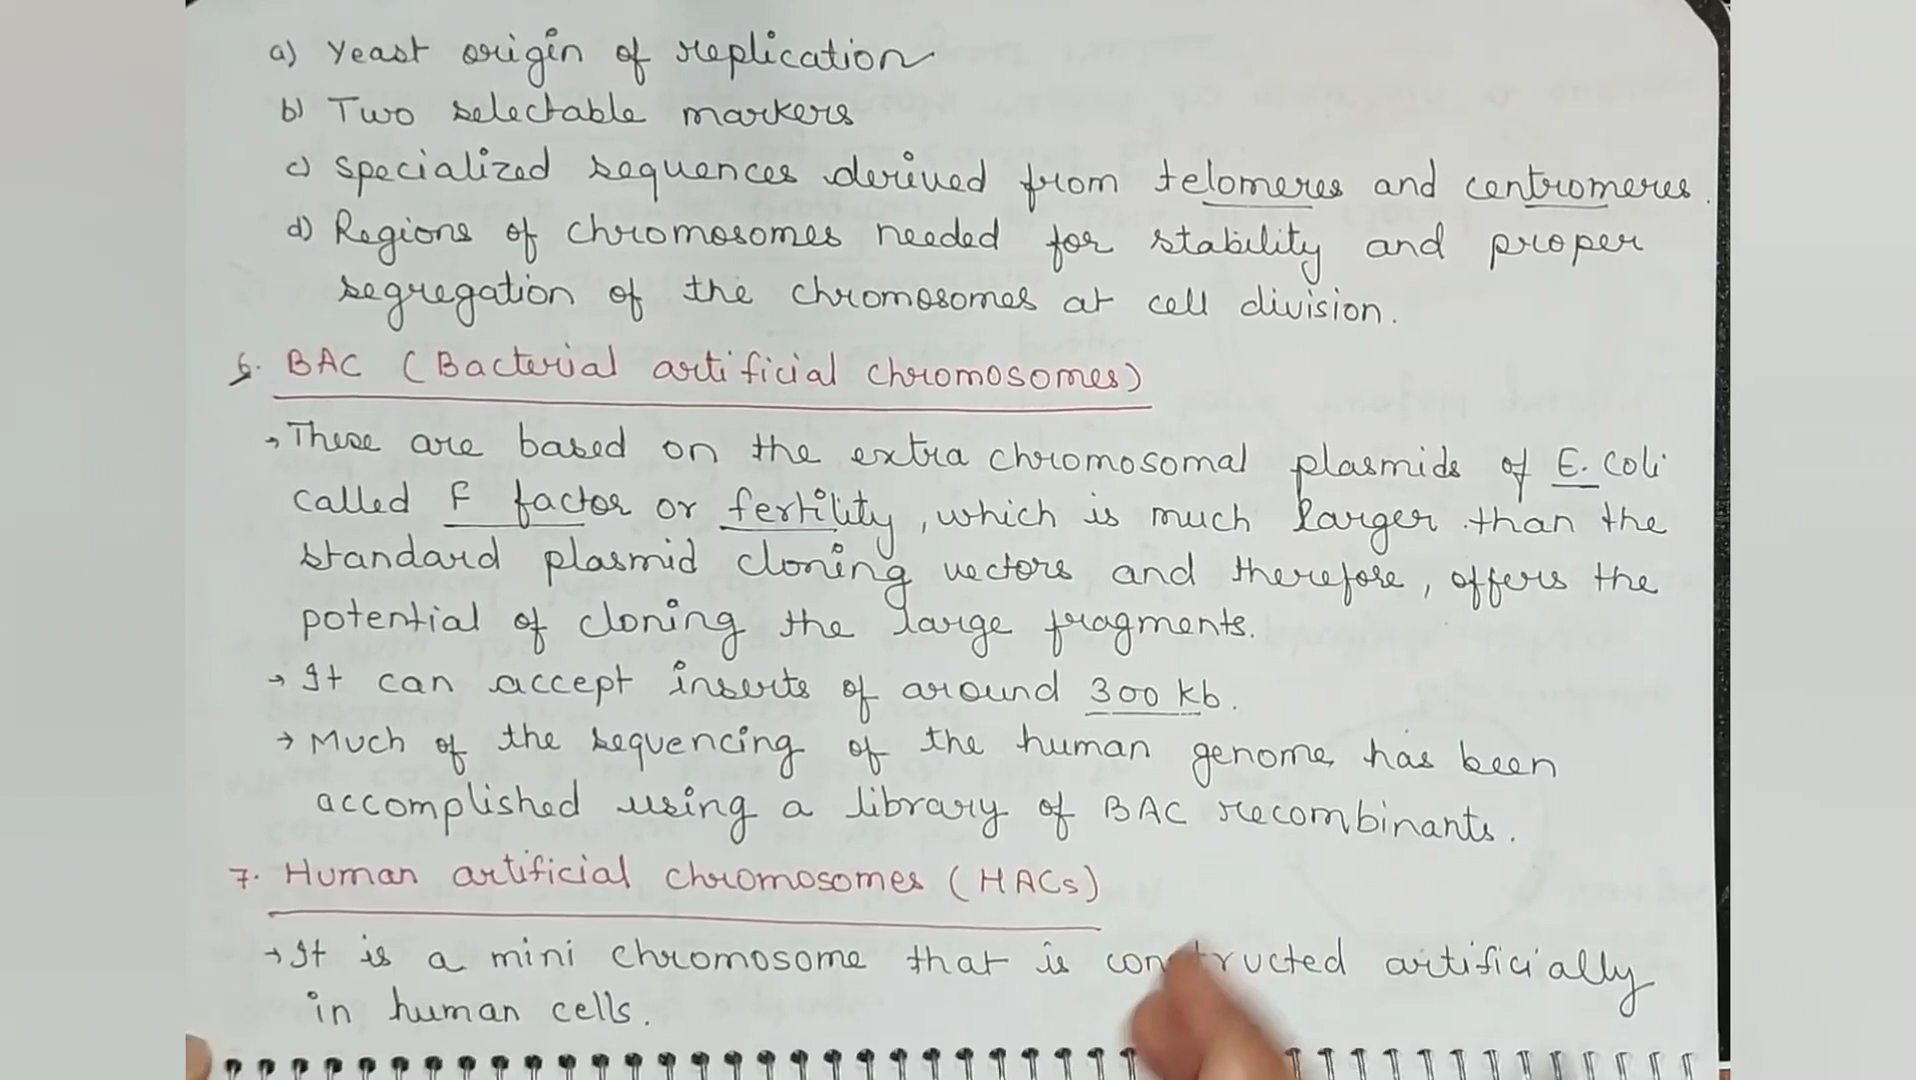 a) Yeast origin of replication
b) Two selectable markers
c) specialized sequences derived from telomeres and centromeres.
d) Regions of chromosomes needed for stability and proper
segregation of the chromosomes at cell division.
6. BAC (Bacterial artificial chromosomes)
→ These are based on the extra chromosomal plasmids of E. coli
called F factor or fertility, which is much larger than the
standard plasmid cloning vectors and therefore, offers the
potential of cloning the large fragments.
→ It can accept inserts of around 300 kb.
→ Much of the sequencing of the human genome has been
accomplished using a library of BAC recombinants.
7. Human artificial chromosomes (HACs)
→ It is a mini chromosome that is constructed artificially
in human cells.